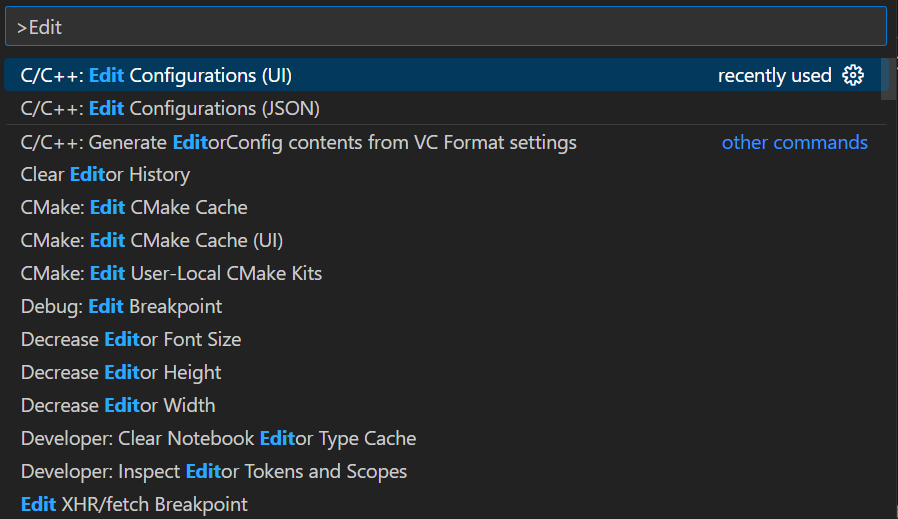 >Edit
C/C++: Edit Configurations (UI) recently used
C/C++: Edit Configurations (JSON)
C/C++: Generate EditorConfig contents from VC Format settings other commands
Clear Editor History
CMake: Edit CMake Cache
CMake: Edit CMake Cache (UI)
CMake: Edit User-Local CMake Kits
Debug: Edit Breakpoint
Decrease Editor Font Size
Decrease Editor Height
Decrease Editor Width
Developer: Clear Notebook Editor Type Cache
Developer: Inspect Editor Tokens and Scopes
Edit XHR/fetch Breakpoint